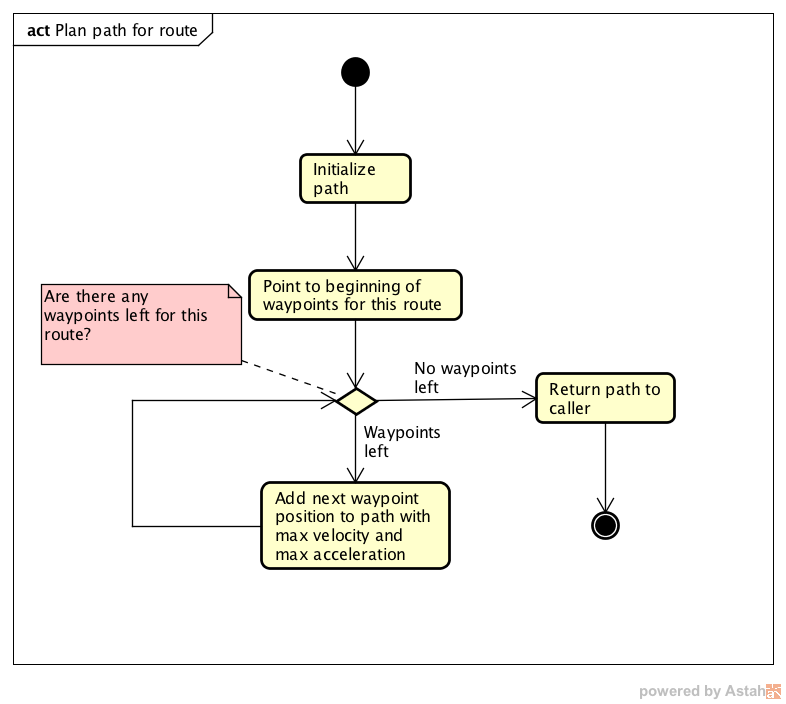 act Plan path for route
Initialize
path
Point to beginning of
waypoints for this route
Are there any
waypoints left for this
route?
No waypoints
left
Return path to
caller
Waypoints
left
Add next waypoint
position to path with
max velocity and
max acceleration
powered by Astah